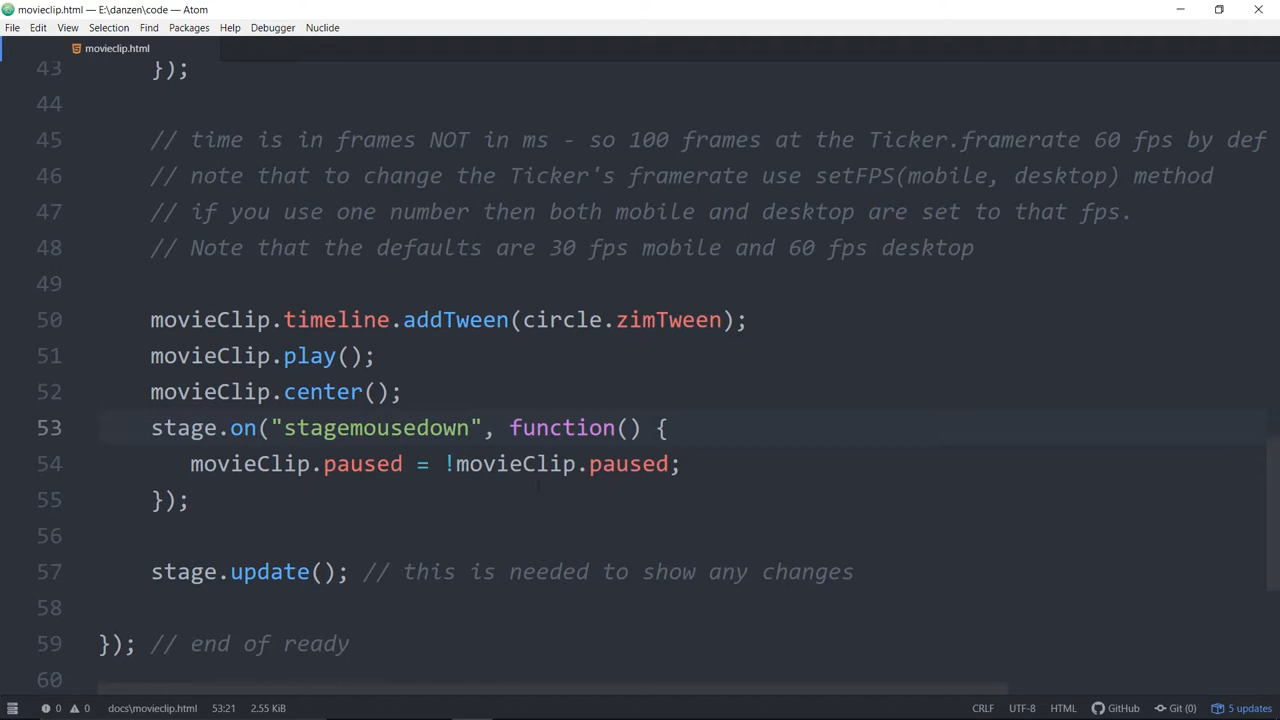 movieclip.html — E:\danzen\code — Atom
File Edit View Selection Find Packages Help Debugger Nuclide
movieclip.html
43 });
44
45 // time is in frames NOT in ms - so 100 frames at the Ticker.framerate 60 fps by def
46 // note that to change the Ticker's framerate use setFPS(mobile, desktop) method
47 // if you use one number then both mobile and desktop are set to that fps.
48 // Note that the defaults are 30 fps mobile and 60 fps desktop
49
50 movieClip.timeline.addTween(circle.zimTween);
51 movieClip.play();
52 movieClip.center();
53 stage.on("stagemousedown", function() {
54 movieClip.paused = !movieClip.paused;
55 });
56
57 stage.update(); // this is needed to show any changes
58
59 }); // end of ready
60
0 0 docs\movieclip.html 53:21 2.55 KiB CRLF UTF-8 HTML GitHub Git (0) 5 updates